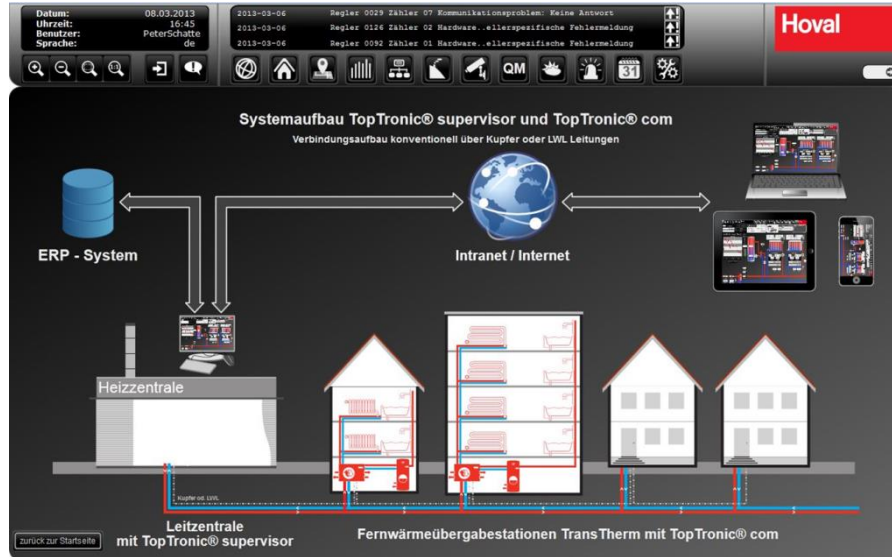 Datum: 08.03.2013
Uhrzeit: 16:45
Benutzer: PeterSchatte
Sprache: de
2013-03-06 Regler 0029 Zähler 07 Kommunikationsproblem: Keine Antwort
2013-03-06 Regler 0126 Zähler 02 Hardware..ellerspezifische Fehlermeldung
2013-03-06 Regler 0092 Zähler 01 Hardware..ellerspezifische Fehlermeldung
Hoval
1:1
QM
31
Systemaufbau TopTronic® supervisor und TopTronic® com
Verbindungsaufbau konventionell über Kupfer oder LWL Leitungen
ERP - System
Intranet / Internet
Heizzentrale
Kupfer od. LWL
Leitzentrale
mit TopTronic® supervisor
Fernwärmeübergabestationen TransTherm mit TopTronic® com
zurück zur Startseite